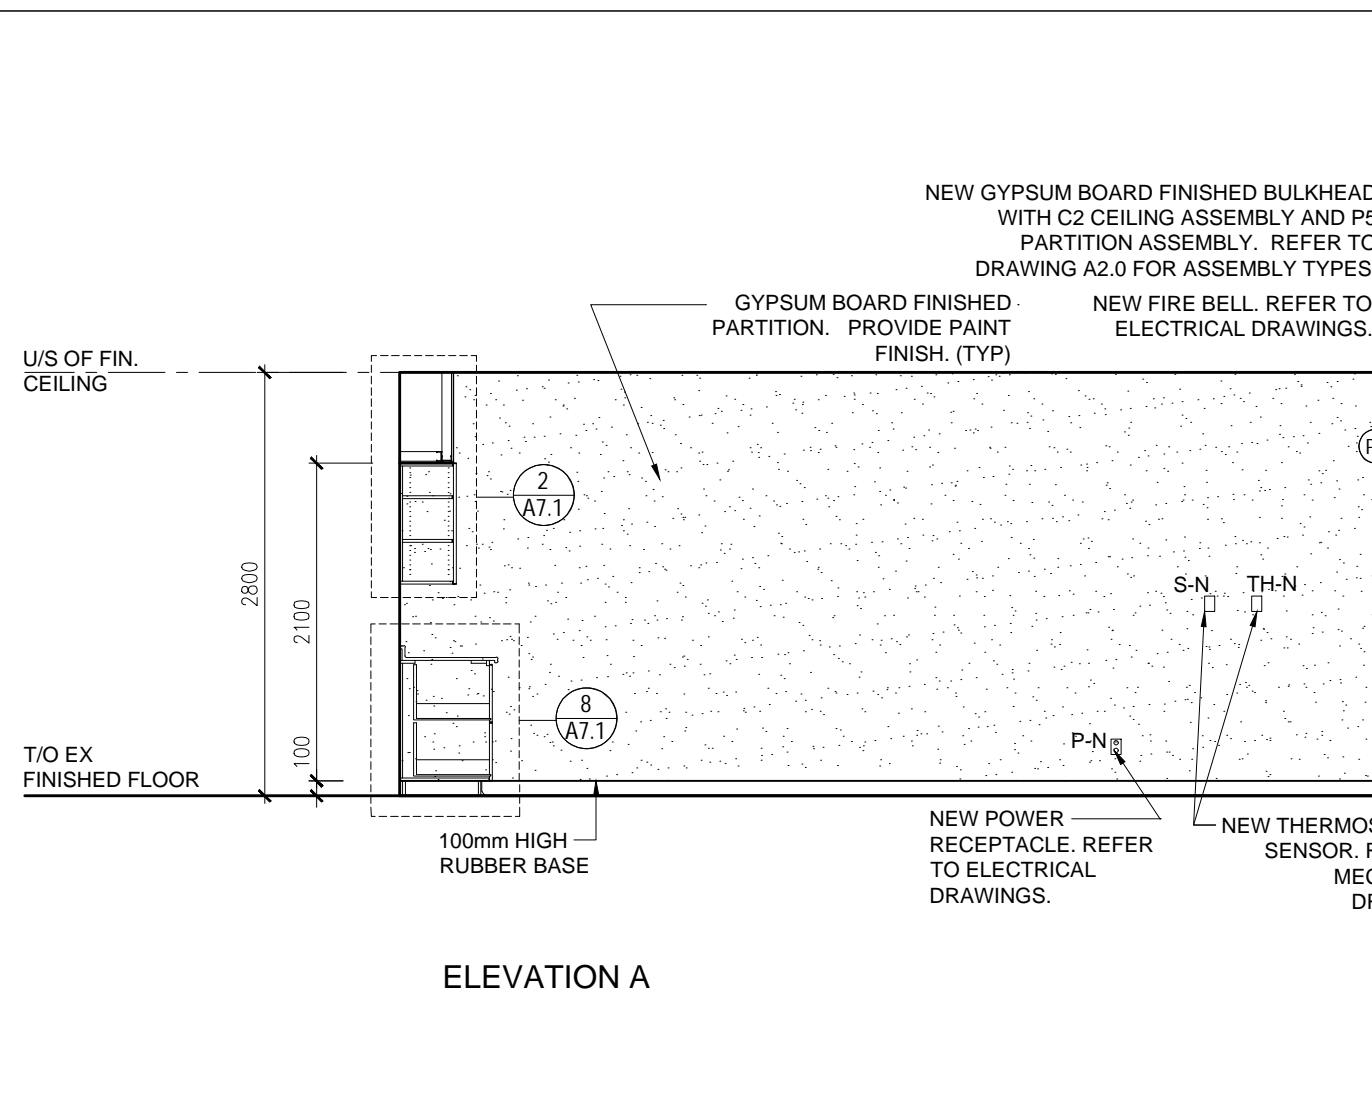 NEW GYPSUM BOARD FINISHED BULKHEAD
WITH C2 CEILING ASSEMBLY AND P5
PARTITION ASSEMBLY. REFER TO
DRAWING A2.0 FOR ASSEMBLY TYPES
GYPSUM BOARD FINISHED
PARTITION. PROVIDE PAINT
FINISH. (TYP)
NEW FIRE BELL. REFER TO
ELECTRICAL DRAWINGS.
U/S OF FIN.
CEILING
2
A7.1
2800
2100
S-N
TH-N
8
A7.1
100
P-N
T/O EX
FINISHED FLOOR
100mm HIGH
RUBBER BASE
NEW POWER
RECEPTACLE. REFER
TO ELECTRICAL
DRAWINGS.
NEW
SENSOR.
ELEVATION A